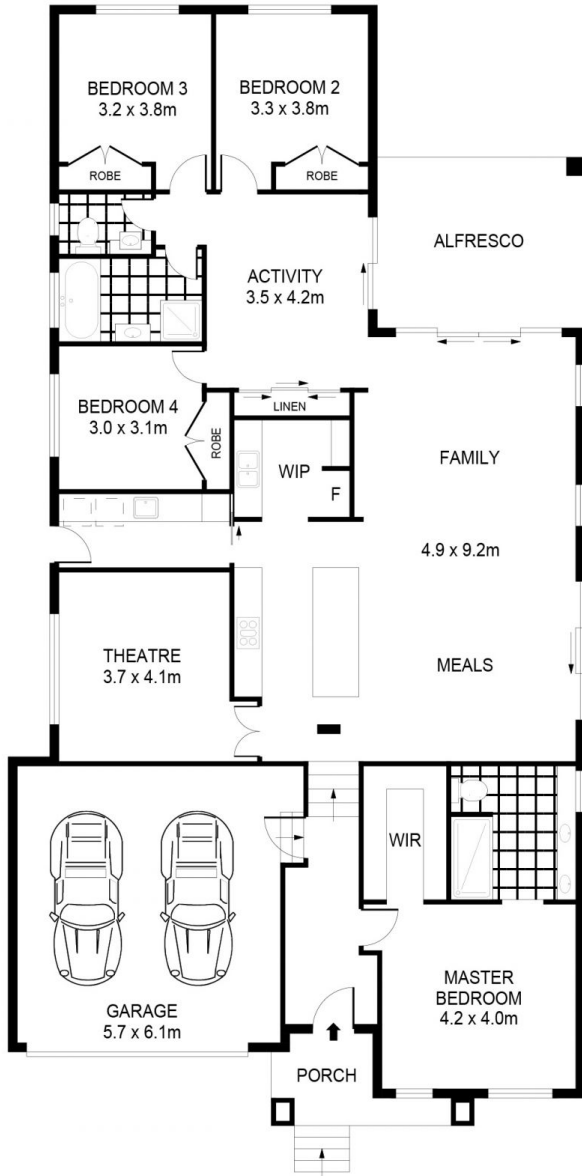 BEDROOM 3
3.2 x 3.8m
BEDROOM 2
3.3 x 3.8m
ROBE
ROBE
ALFRESCO
ACTIVITY
3.5 x 4.2m
LINEN
BEDROOM 4
3.0 x 3.1m
ROBE
WIP
F
FAMILY
4.9 x 9.2m
MEALS
THEATRE
3.7 x 4.1m
WIR
GARAGE
5.7 x 6.1m
MASTER
BEDROOM
4.2 x 4.0m
PORCH